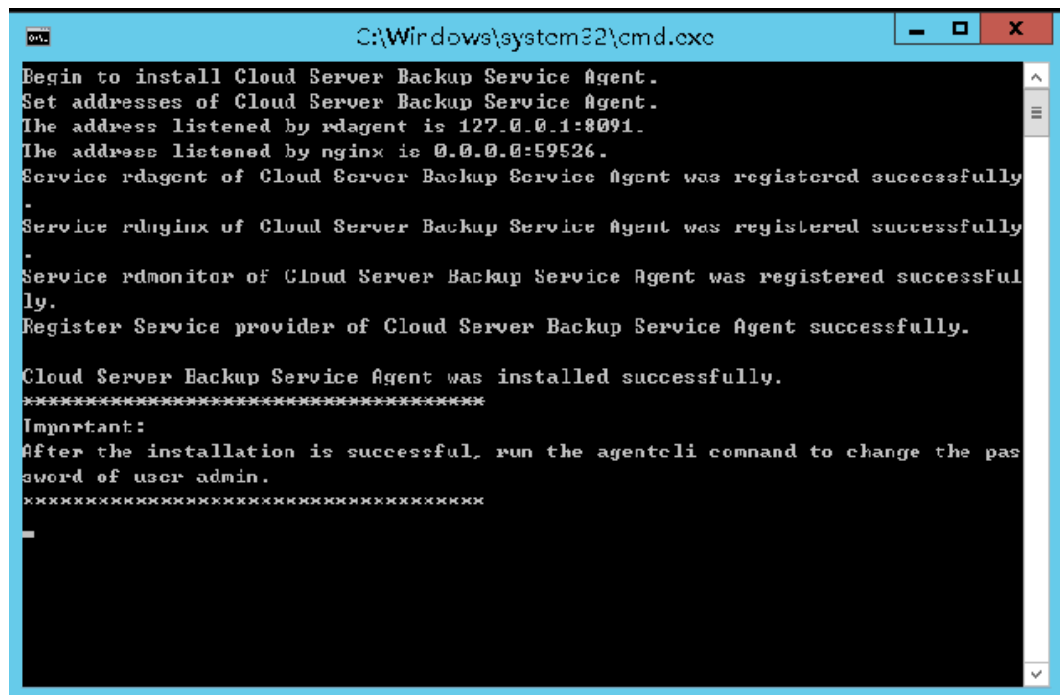 C:\Windows\system32\cmd.exe
Begin to install Cloud Server Backup Service Agent.
Set addresses of Cloud Server Backup Service Agent.
The address listened by rdagent is 127.0.0.1:8091.
The address listened by nginx is 0.0.0.0:59526.
Service rdagent of Cloud Server Backup Service Agent was registered successfully
.
Service rdnginx of Cloud Server Backup Service Agent was registered successfully
.
Service rdmonitor of Cloud Server Backup Service Agent was registered successful
ly.
Register Service provider of Cloud Server Backup Service Agent successfully.
Cloud Server Backup Service Agent was installed successfully.
*************************************
Important:
After the installation is successful, run the agentcli command to change the pas
sword of user admin.
*************************************